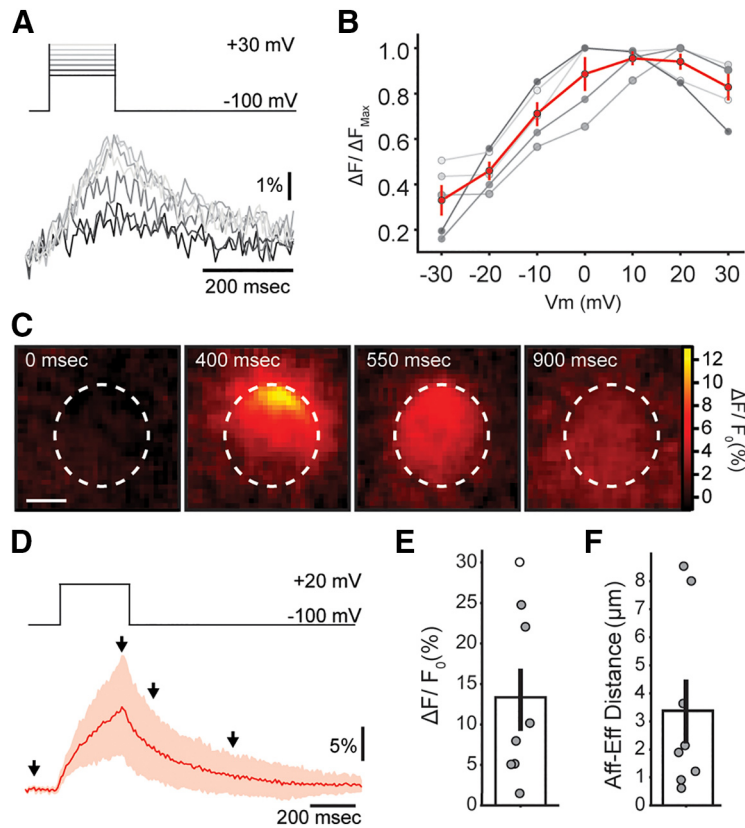 A
+30 mV
-100 mV
1%
200 msec
B
ΔF/ ΔFMax
1.0
0.8
0.6
0.4
0.2
-30 -20 -10 0 10 20 30
Vm (mV)
C
0 msec 400 msec 550 msec 900 msec
12
10
8
6
4
2
0
ΔF/ F0(%)
D
+20 mV
-100 mV
5%
200 msec
E
ΔF/ F0(%)
30
25
20
15
10
5
0
F
Aff-Eff Distance (µm)
8
7
6
5
4
3
2
1
0